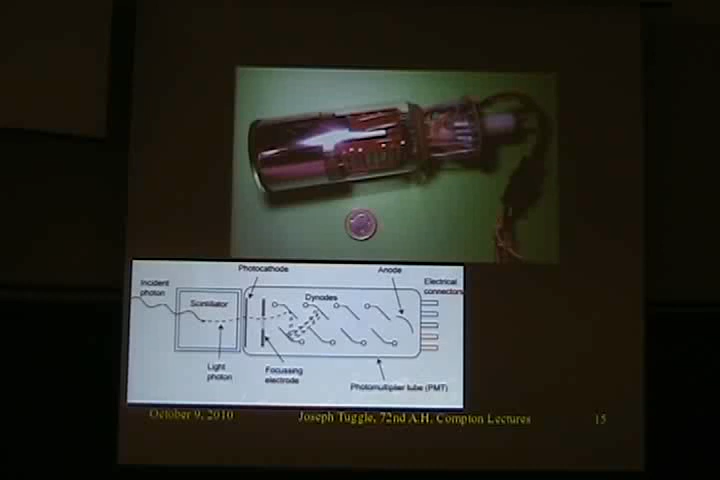 Photocathode
Anode
Incident
photon
Scintillator
Dynodes
Electrical
connectors
Light
photon
Focussing
electrode
Photomultiplier tube (PMT)
October 9, 2010
Joseph Tuggle, 72nd A.H. Compton Lectures
15